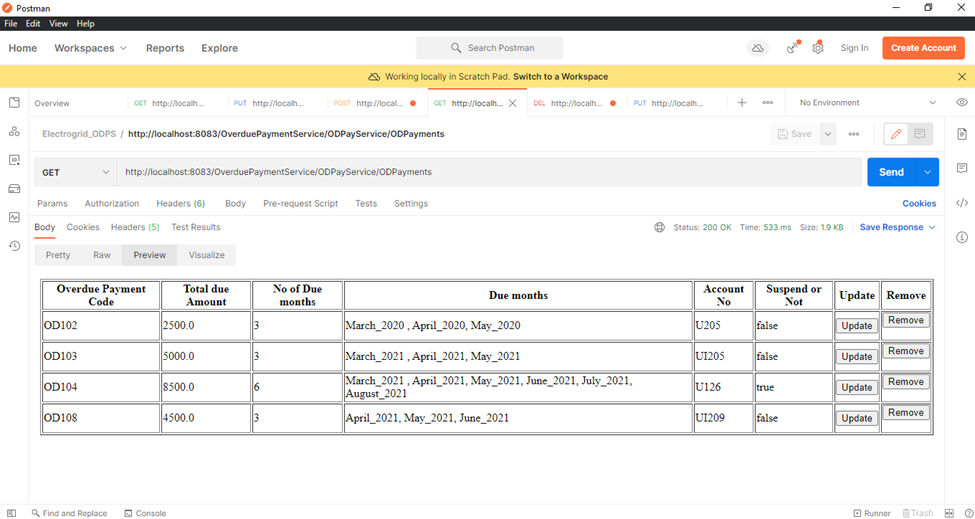 Postman
File Edit View Help
Home Workspaces Reports Explore Search Postman Sign In Create Account
Working locally in Scratch Pad. Switch to a Workspace
Overview GET http://localh... PUT http://localh... POST http://local... GET http://localh... DEL http://local... PUT http://local... No Environment
Electrogrid_ODPS / http://localhost:8083/OverduePaymentService/ODPayService/ODPayments Save
GET http://localhost:8083/OverduePaymentService/ODPayService/ODPayments Send
Params Authorization Headers (6) Body Pre-request Script Tests Settings Cookies
Body Cookies Headers (5) Test Results Status: 200 OK Time: 533 ms Size: 1.9 KB Save Response
Pretty Raw Preview Visualize
Overdue Payment Code Total due Amount No of Due months Due months Account No Suspend or Not Update Remove
OD102 2500.0 3 March_2020 , April_2020, May_2020 U205 false Update Remove
OD103 5000.0 3 March_2021 , April_2021, May_2021 UI205 false Update Remove
OD104 8500.0 6 March_2021 , April_2021, May_2021, June_2021, July_2021, August_2021 U126 true Update Remove
OD108 4500.0 3 April_2021, May_2021, June_2021 UI209 false Update Remove
Find and Replace Console Runner Trash